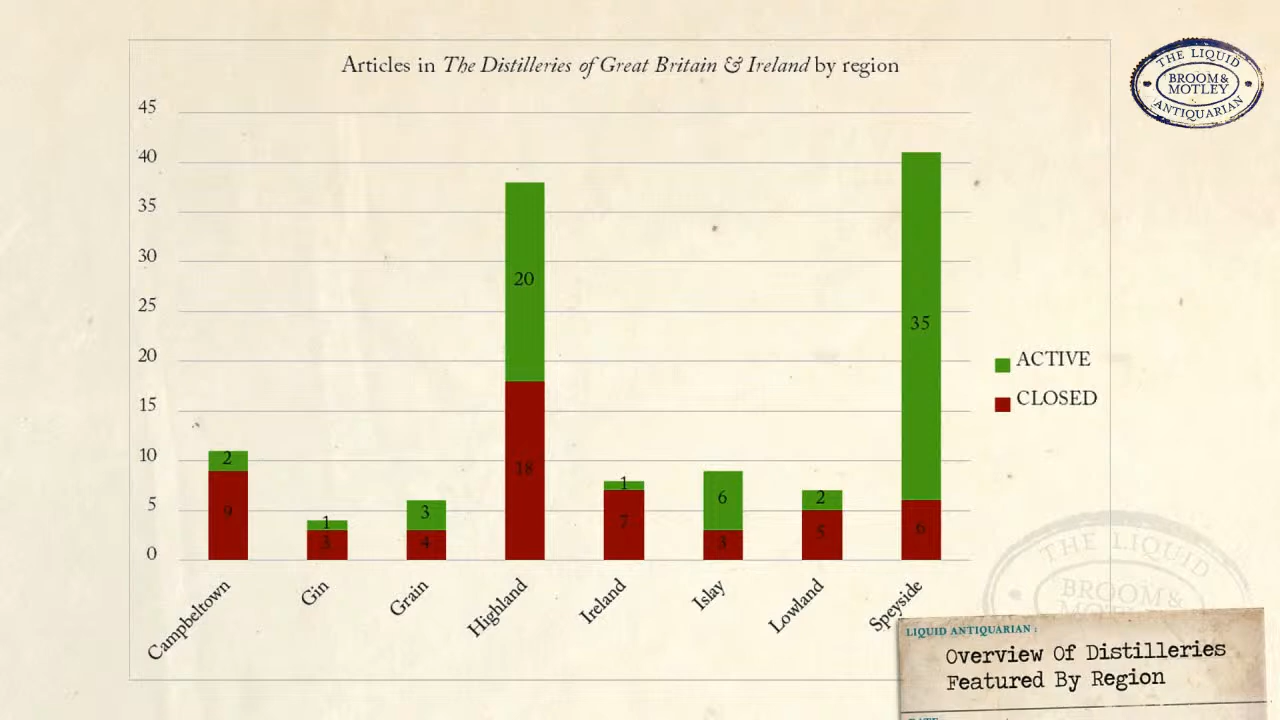 Articles in The Distilleries of Great Britain & Ireland by region
THE LIQUID
BROOM &
MOTLEY
ANTIQUARIAN
45
40
35
30
25
20
15
10
5
0
2
9
1
3
3
4
20
18
1
7
6
3
2
5
35
6
ACTIVE
CLOSED
Campbeltown
Gin
Grain
Highland
Ireland
Islay
Lowland
Speyside
THE LIQUID
BROOM &
LIQUID ANTIQUARIAN :
Overview Of Distilleries
Featured By Region